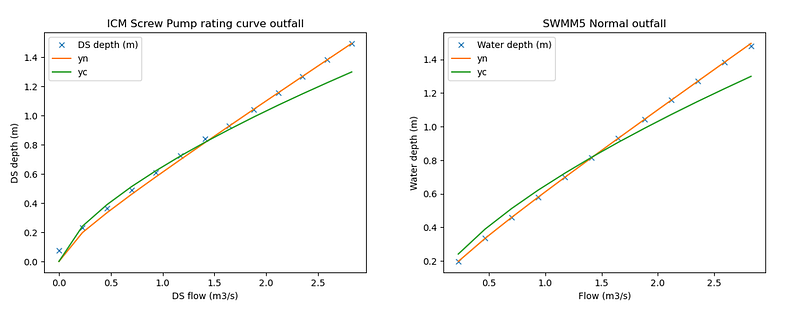 ICM Screw Pump rating curve outfall
DS depth (m)
yn
yc
DS depth (m)
1.4
1.2
1.0
0.8
0.6
0.4
0.2
0.0
0.0 0.5 1.0 1.5 2.0 2.5
DS flow (m3/s)
SWMM5 Normal outfall
Water depth (m)
yn
yc
Water depth (m)
1.4
1.2
1.0
0.8
0.6
0.4
0.2
0.5 1.0 1.5 2.0 2.5
Flow (m3/s)